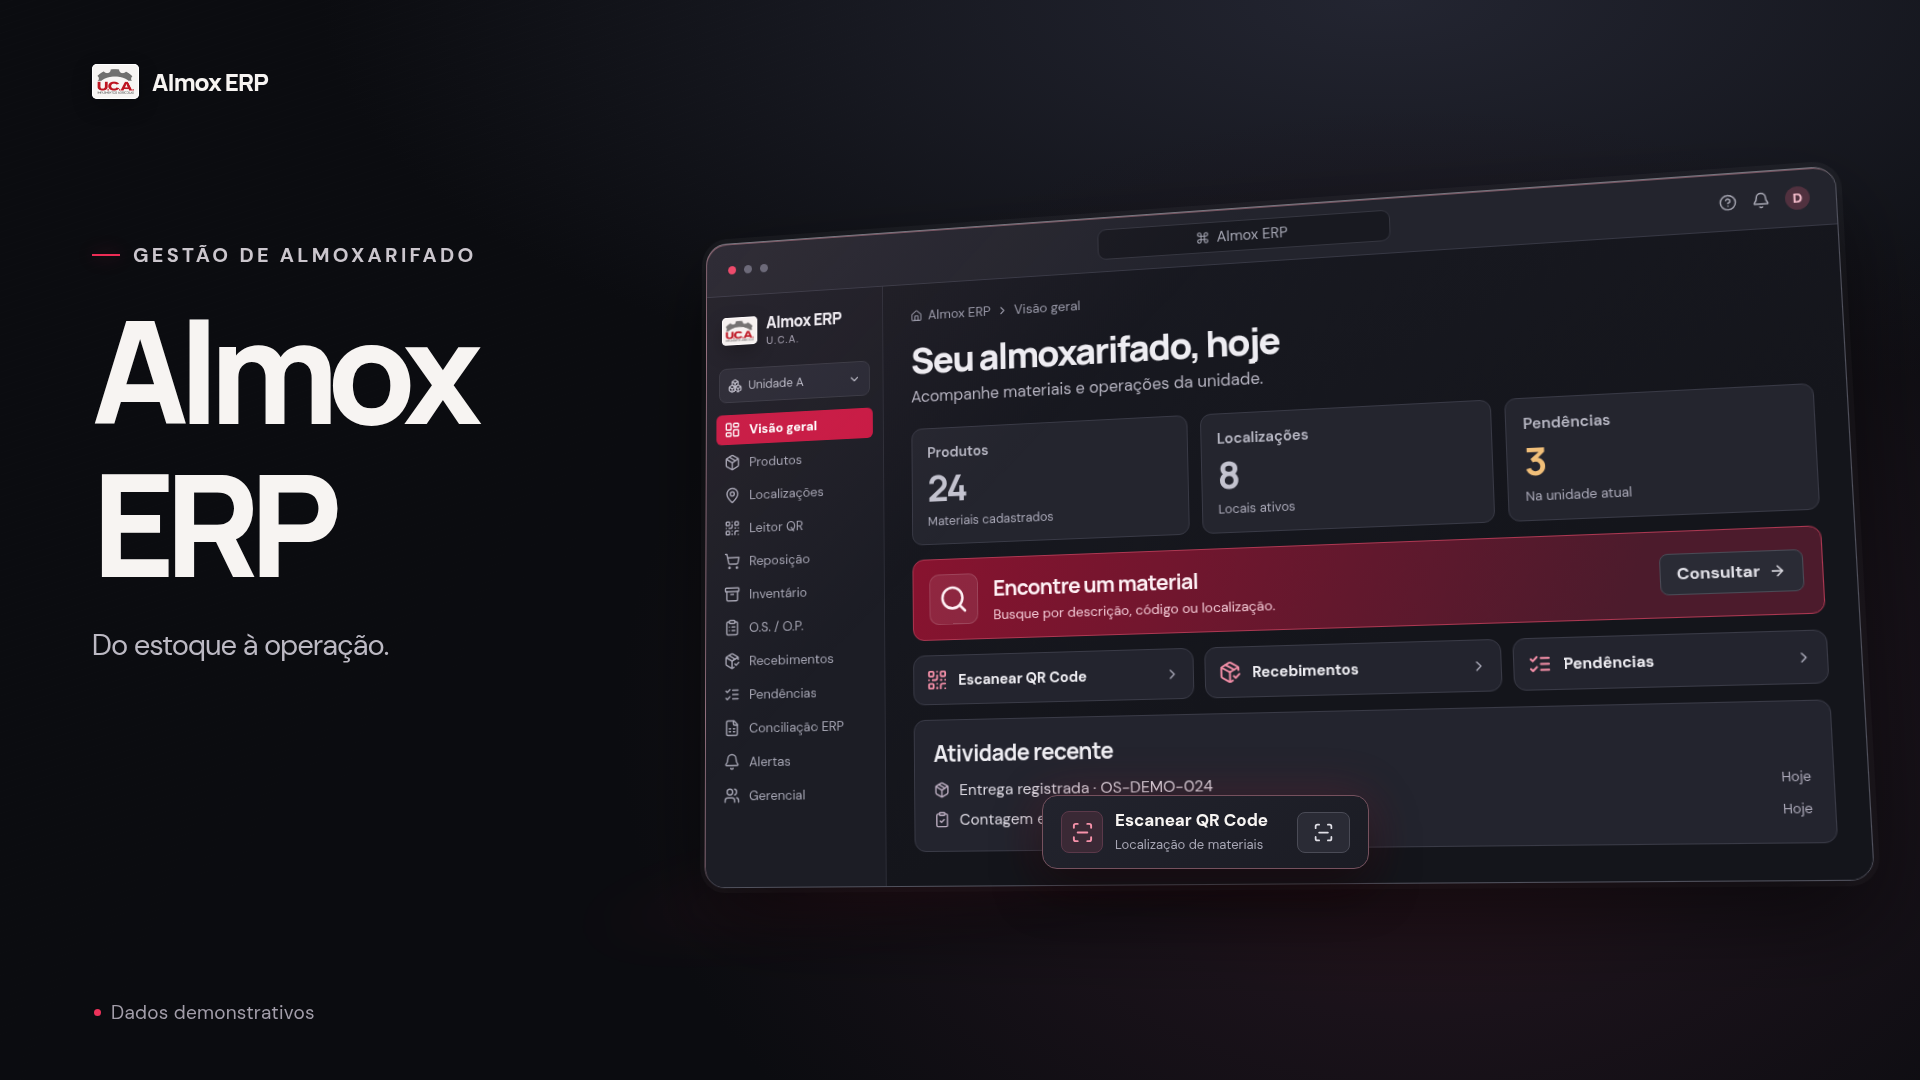 UCA
Almox ERP
GESTÃO DE ALMOXARIFADO
Almox
ERP
Do estoque à operação.
Dados demonstrativos
⌘ Almox ERP
D
UCA
Almox ERP
U.C.A.
Unidade A
Visão geral
Produtos
Localizações
Leitor QR
Reposição
Inventário
O.S. / O.P.
Recebimentos
Pendências
Conciliação ERP
Alertas
Gerencial
Almox ERP > Visão geral
Seu almoxarifado, hoje
Acompanhe materiais e operações da unidade.
Produtos
24
Materiais cadastrados
Localizações
8
Locais ativos
Pendências
3
Na unidade atual
Encontre um material
Busque por descrição, código ou localização.
Consultar →
Escanear QR Code
Recebimentos
Pendências
Atividade recente
Entrega registrada · OS-DEMO-024
Hoje
Contagem
Hoje
Escanear QR Code
Localização de materiais